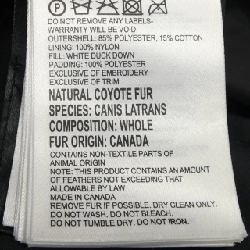 DO NOT REMOVE ANY LABELS-
WARRANTY WILL BE VOID
OUTERSHELL: 85% POLYESTER, 15% COTTON
LINING: 100% NYLON
FILL: WHITE DUCK DOWN
PADDING: 100% POLYESTER
EXCLUSIVE OF EMBROIDERY
EXCLUSIVE OF TRIM
NATURAL COYOTE FUR
SPECIES: CANIS LATRANS
COMPOSITION: WHOLE
FUR ORIGIN: CANADA
CONTAINS NON-TEXTILE PARTS OF
ANIMAL ORIGIN
NOTE: THIS PRODUCT CONTAINS AN AMOUNT
OF FEATHERS NOT EXCEEDING THAT
ALLOWABLE BY LAW
MADE IN CANADA
REMOVE FUR IF POSSIBLE. DRY CLEAN ONLY.
DO NOT WASH. DO NOT BLEACH.
DO NOT TUMBLE DRY. DO NOT IRON.